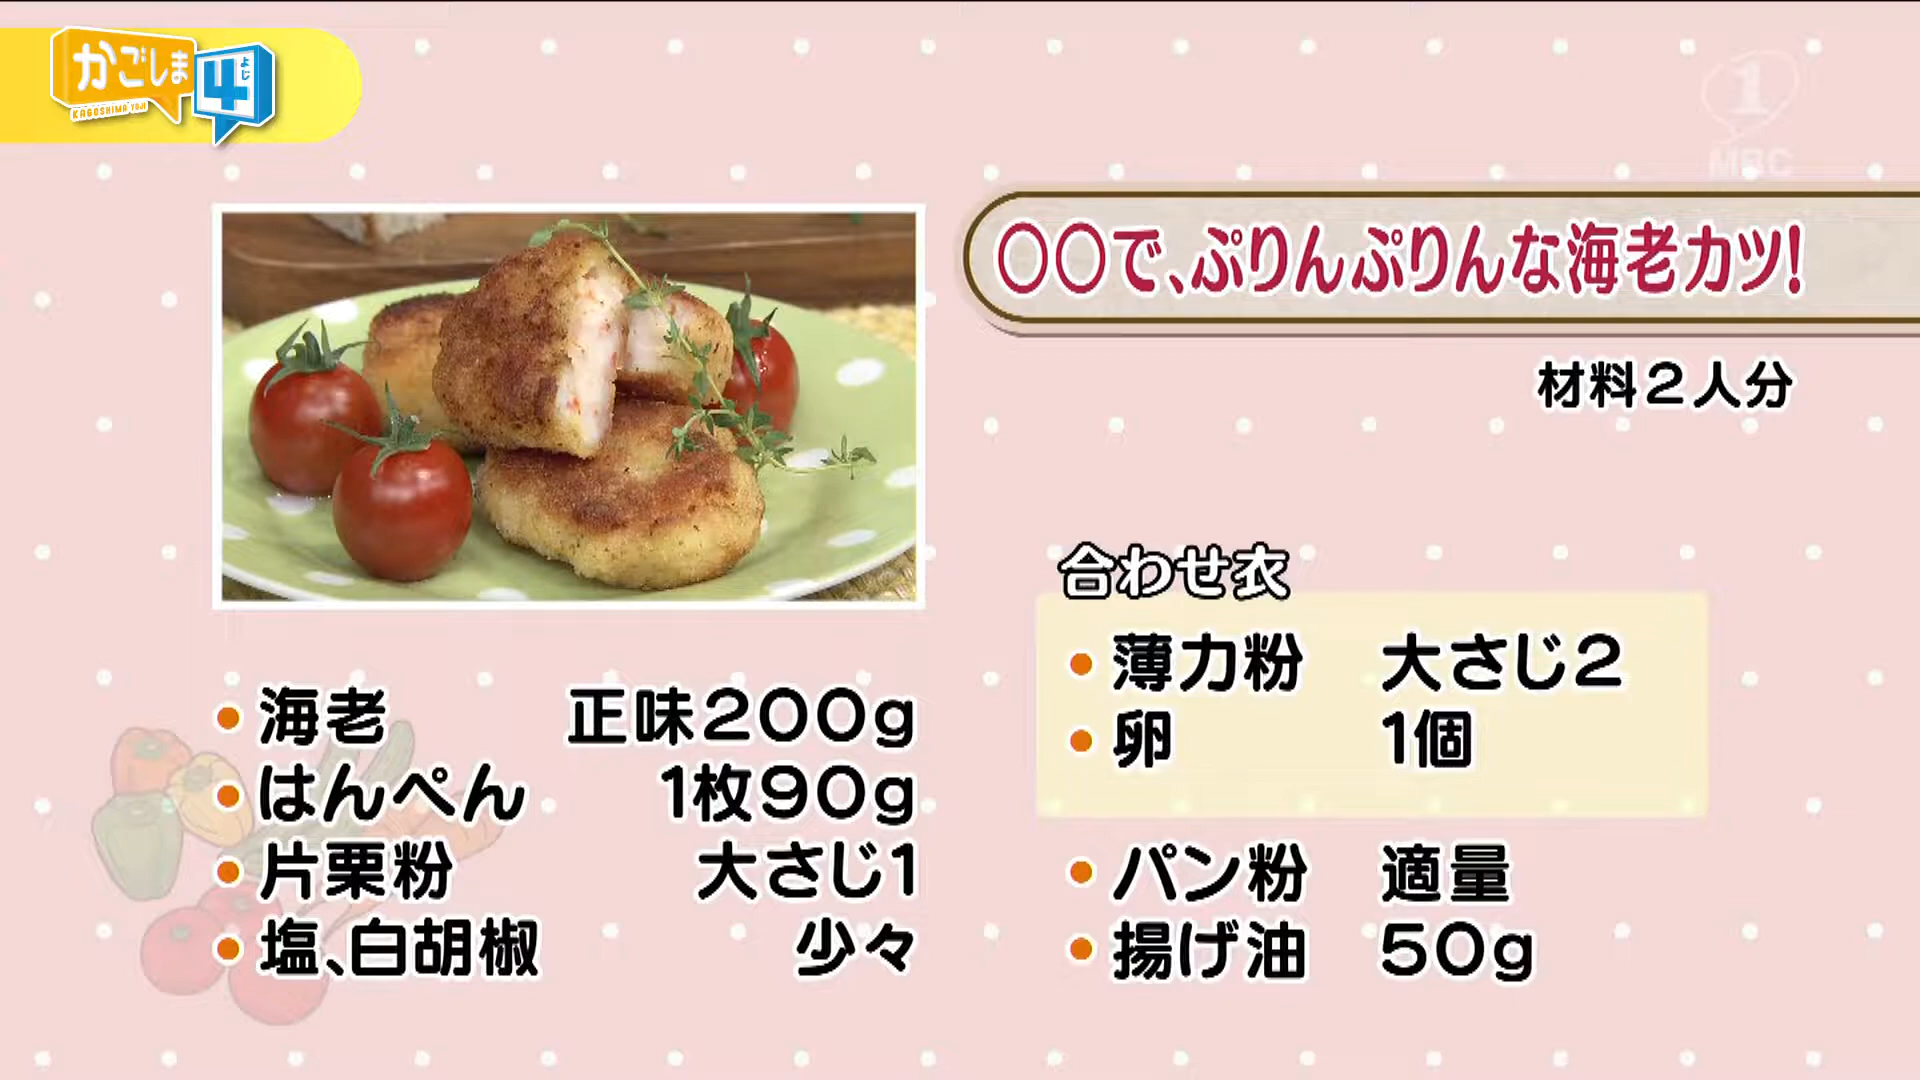 かごしま4
よじ
KAGOSHIMA YOJI
1
MBC
〇〇で、ぷりんぷりんな海老カツ!
材料2人分
・海老 正味200g
・はんぺん 1枚90g
・片栗粉 大さじ1
・塩、白胡椒 少々
合わせ衣
・薄力粉 大さじ2
・卵 1個
・パン粉 適量
・揚げ油 50g